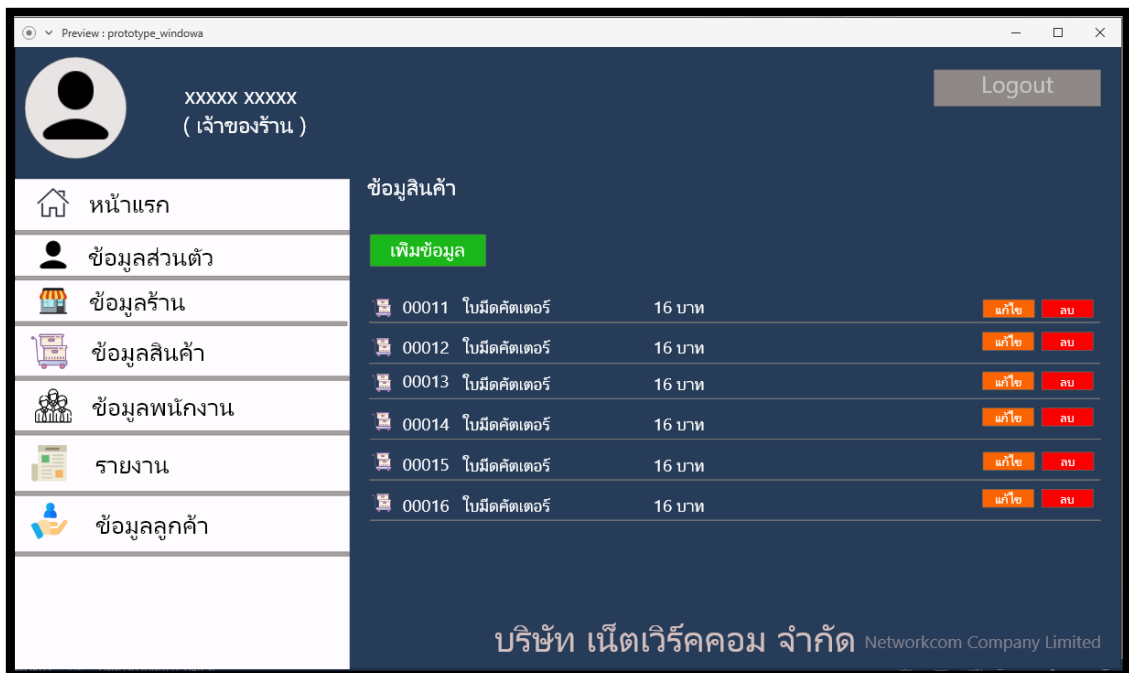 Preview : prototype_windowa
xxxxx xxxxx
( เจ้าของร้าน )
Logout
หน้าแรก
ข้อมูลส่วนตัว
ข้อมูลร้าน
ข้อมูลสินค้า
ข้อมูลพนักงาน
รายงาน
ข้อมูลลูกค้า
ข้อมูสินค้า
เพิมข้อมูล
00011 ใบมีดคัตเตอร์ 16 บาท แก้ไข ลบ
00012 ใบมีดคัตเตอร์ 16 บาท แก้ไข ลบ
00013 ใบมีดคัตเตอร์ 16 บาท แก้ไข ลบ
00014 ใบมีดคัตเตอร์ 16 บาท แก้ไข ลบ
00015 ใบมีดคัตเตอร์ 16 บาท แก้ไข ลบ
00016 ใบมีดคัตเตอร์ 16 บาท แก้ไข ลบ
บริษัท เน็ตเวิร์คคอม จำกัด Networkcom Company Limited